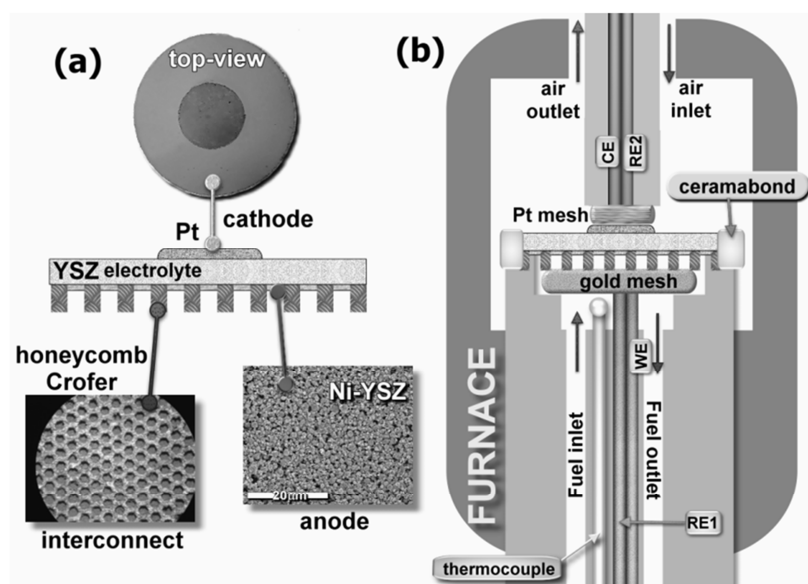 (a)
top-view
cathode
Pt
YSZ electrolyte
honeycomb
Crofer
interconnect
Ni-YSZ
20µm
anode
(b)
air
outlet
air
inlet
CE
RE2
ceramabond
Pt mesh
gold mesh
WE
FURNACE
Fuel inlet
Fuel outlet
RE1
thermocouple